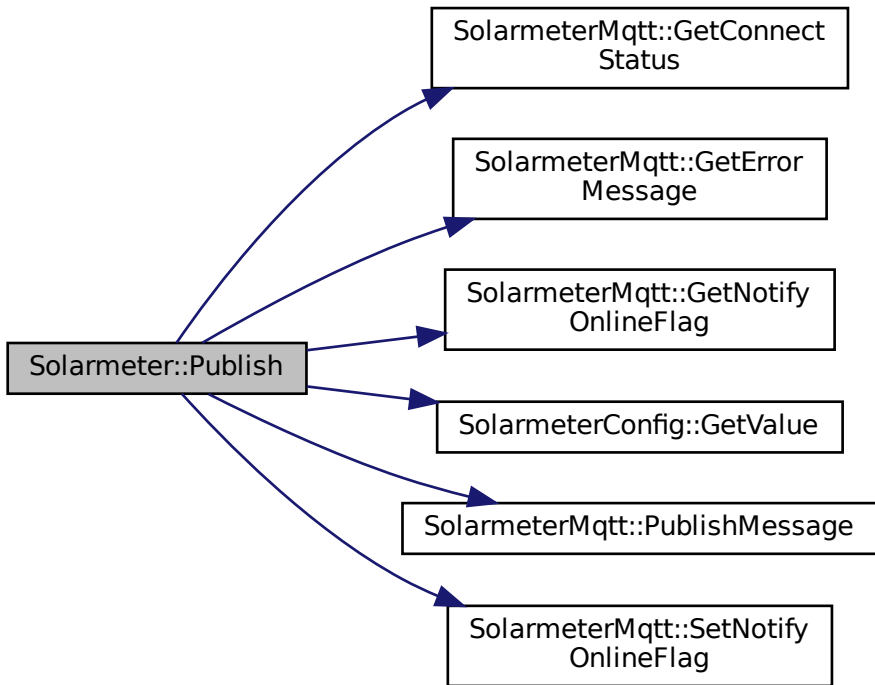 SolarmeterMqtt::GetConnect
Status
SolarmeterMqtt::GetError
Message
SolarmeterMqtt::GetNotify
OnlineFlag
Solarmeter::Publish
SolarmeterConfig::GetValue
SolarmeterMqtt::PublishMessage
SolarmeterMqtt::SetNotify
OnlineFlag